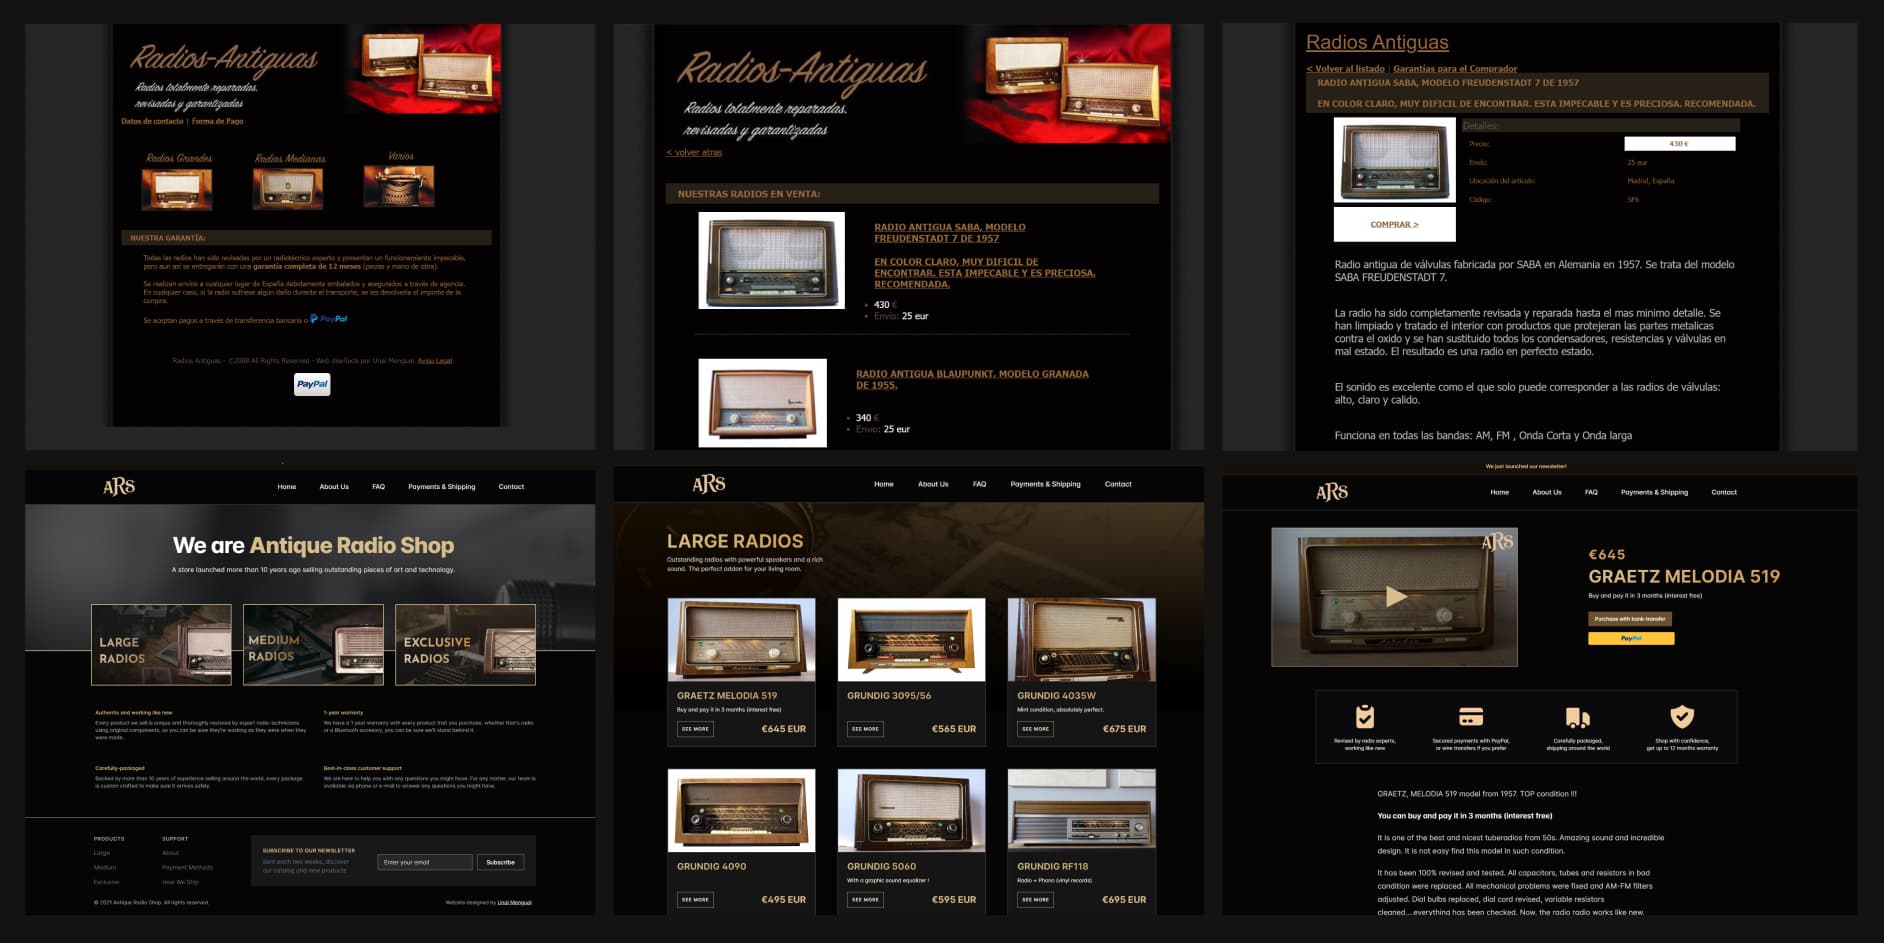 Radios-Antiguas
Radios totalmente reparadas,
revisadas y garantizadas
Datos de contacto | Forma de Pago
Radios Grandes
Radios Medianas
Varios
NUESTRA GARANTÍA:
Todas las radios han sido revisadas por un radiotécnico experto y presentan un funcionamiento impecable,
pero aun así se entregarán con una garantía completa de 12 meses (piezas y mano de obra).
Se realizan envíos a cualquier lugar de España debidamente embalados y asegurados a través de agencia.
En cualquier caso, si la radio sufriese algún daño durante el transporte, se les devolvería el importe de la
compra.
Se aceptan pagos a través de transferencia bancaria o PayPal
Radios Antiguas - ©2008 All Rights Reserved - Web diseñada por Unai Mengual. Aviso Legal
PayPal
Radios-Antiguas
Radios totalmente reparadas,
revisadas y garantizadas
< volver atras
NUESTRAS RADIOS EN VENTA:
RADIO ANTIGUA SABA, MODELO
FREUDENSTADT 7 DE 1957
EN COLOR CLARO, MUY DIFICIL DE
ENCONTRAR. ESTA IMPECABLE Y ES PRECIOSA.
RECOMENDADA.
430 €
Envío: 25 eur
RADIO ANTIGUA BLAUPUNKT, MODELO GRANADA
DE 1955.
340 €
Envío: 25 eur
Radios Antiguas
< Volver al listado | Garantías para el Comprador
RADIO ANTIGUA SABA, MODELO FREUDENSTADT 7 DE 1957
EN COLOR CLARO, MUY DIFICIL DE ENCONTRAR. ESTA IMPECABLE Y ES PRECIOSA. RECOMENDADA.
Detalles:
Precio: 430 €
Envío: 25 eur
Ubicación del artículo: Madrid, España
Código: SF6
COMPRAR >
Radio antigua de válvulas fabricada por SABA en Alemania en 1957. Se trata del modelo
SABA FREUDENSTADT 7.
La radio ha sido completamente revisada y reparada hasta el mas minimo detalle. Se
han limpiado y tratado el interior con productos que protejeran las partes metalicas
contra el oxido y se han sustituido todos los condensadores, resistencias y válvulas en
mal estado. El resultado es una radio en perfecto estado.
El sonido es excelente como el que solo puede corresponder a las radios de válvulas:
alto, claro y calido.
Funciona en todas las bandas: AM, FM , Onda Corta y Onda larga
ARS
Home About Us FAQ Payments & Shipping Contact
We are Antique Radio Shop
A store launched more than 10 years ago selling outstanding pieces of art and technology.
LARGE
RADIOS
MEDIUM
RADIOS
EXCLUSIVE
RADIOS
Authentic and working like new
Every product we sell is unique and thoroughly restored by expert radio technicians
using original components, so you can be sure they're working as they were when they
were made.
1-year warranty
We have a 1 year warranty with every product that you purchase, whether that's radio
or a Bluetooth accesory, you can be sure we'll stand behind it.
Carefully-packaged
Backed by more than 10 years of experience selling around the world, every package
is custom crafted to make sure it arrives safely.
Best-in-class customer support
We are here to help you with any questions you might have. For any matter, our team is
available via phone or e-mail to answer any questions you might have.
PRODUCTS
Large
Medium
Exclusive
SUPPORT
About
Payment Methods
How We Ship
SUBSCRIBE TO OUR NEWSLETTER
Sent each two weeks, discover
our catalog and new products
Enter your email
Subscribe
© 2021 Antique Radio Shop. All rights reserved.
Website designed by Unai Mengual
ARS
Home About Us FAQ Payments & Shipping Contact
LARGE RADIOS
Outstanding radios with powerful speakers and a rich
sound. The perfect addon for your living room.
GRAETZ MELODIA 519
Buy and pay it in 3 months (interest free)
SEE MORE €645 EUR
GRUNDIG 3095/56
SEE MORE €565 EUR
GRUNDIG 4035W
Mint condition, absolutely perfect.
SEE MORE €675 EUR
GRUNDIG 4090
SEE MORE €495 EUR
GRUNDIG 5060
With a graphic sound equalizer !
SEE MORE €595 EUR
GRUNDIG RF118
Radio + Phono (vinyl records)
SEE MORE €695 EUR
We just launched our newsletter!
ARS
Home About Us FAQ Payments & Shipping Contact
ARS
€645
GRAETZ MELODIA 519
Buy and pay it in 3 months (interest free)
Purchase with bank-transfer
PayPal
Revised by radio experts,
working like new
Secured payments with PayPal,
or wire transfers if you prefer
Carefully packaged,
shipping around the world
Shop with confidence,
get up to 12 months warranty
GRAETZ, MELODIA 519 model from 1957. TOP condition !!!
You can buy and pay it in 3 months (interest free)
It is one of the best and nicest tuberadios from 50s. Amazing sound and incredible
design. It is not easy find this model in such condition.
It has been 100% revised and tested. All capacitors, tubes and resistors in bad
condition were replaced. All mechanical problems were fixed and AM-FM filters
adjusted. Dial bulbs replaced, dial cord revised, variable resistors
cleaned....everything has been checked. Now, the radio radio works like new.